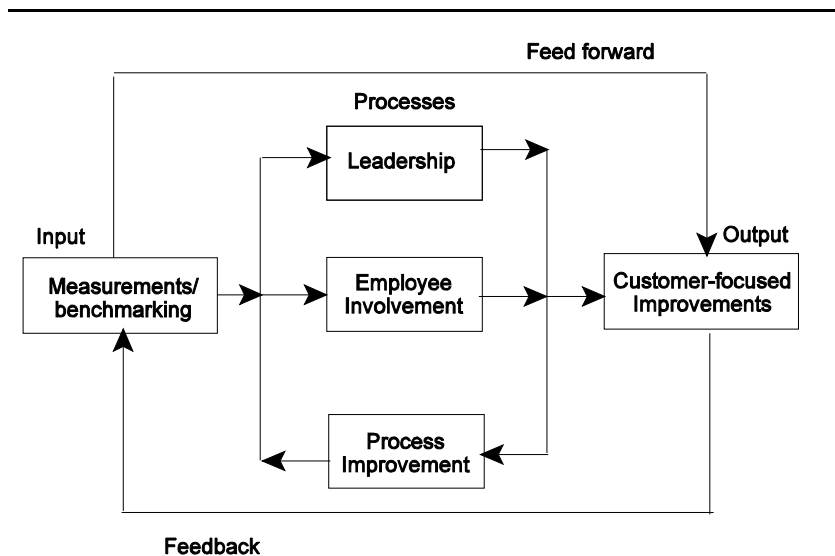 Feed forward
Processes
Leadership
Input
Output
Measurements/
benchmarking
Employee
Involvement
Customer-focused
Improvements
Process
Improvement
Feedback